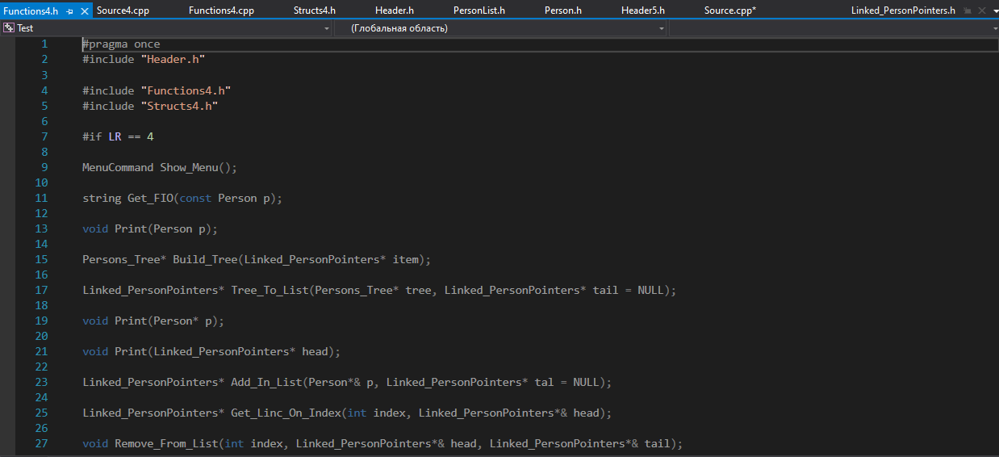 Functions4.h Source4.cpp Functions4.cpp Structs4.h Header.h PersonList.h Person.h Header5.h Source.cpp* Linked_PersonPointers.h
Test (Глобальная область)
1 #pragma once
2 #include "Header.h"
3
4 #include "Functions4.h"
5 #include "Structs4.h"
6
7 #if LR == 4
8
9 MenuCommand Show_Menu();
10
11 string Get_FIO(const Person p);
12
13 void Print(Person p);
14
15 Persons_Tree* Build_Tree(Linked_PersonPointers* item);
16
17 Linked_PersonPointers* Tree_To_List(Persons_Tree* tree, Linked_PersonPointers* tail = NULL);
18
19 void Print(Person* p);
20
21 void Print(Linked_PersonPointers* head);
22
23 Linked_PersonPointers* Add_In_List(Person*& p, Linked_PersonPointers* tal = NULL);
24
25 Linked_PersonPointers* Get_Linc_On_Index(int index, Linked_PersonPointers*& head);
26
27 void Remove_From_List(int index, Linked_PersonPointers*& head, Linked_PersonPointers*& tail);